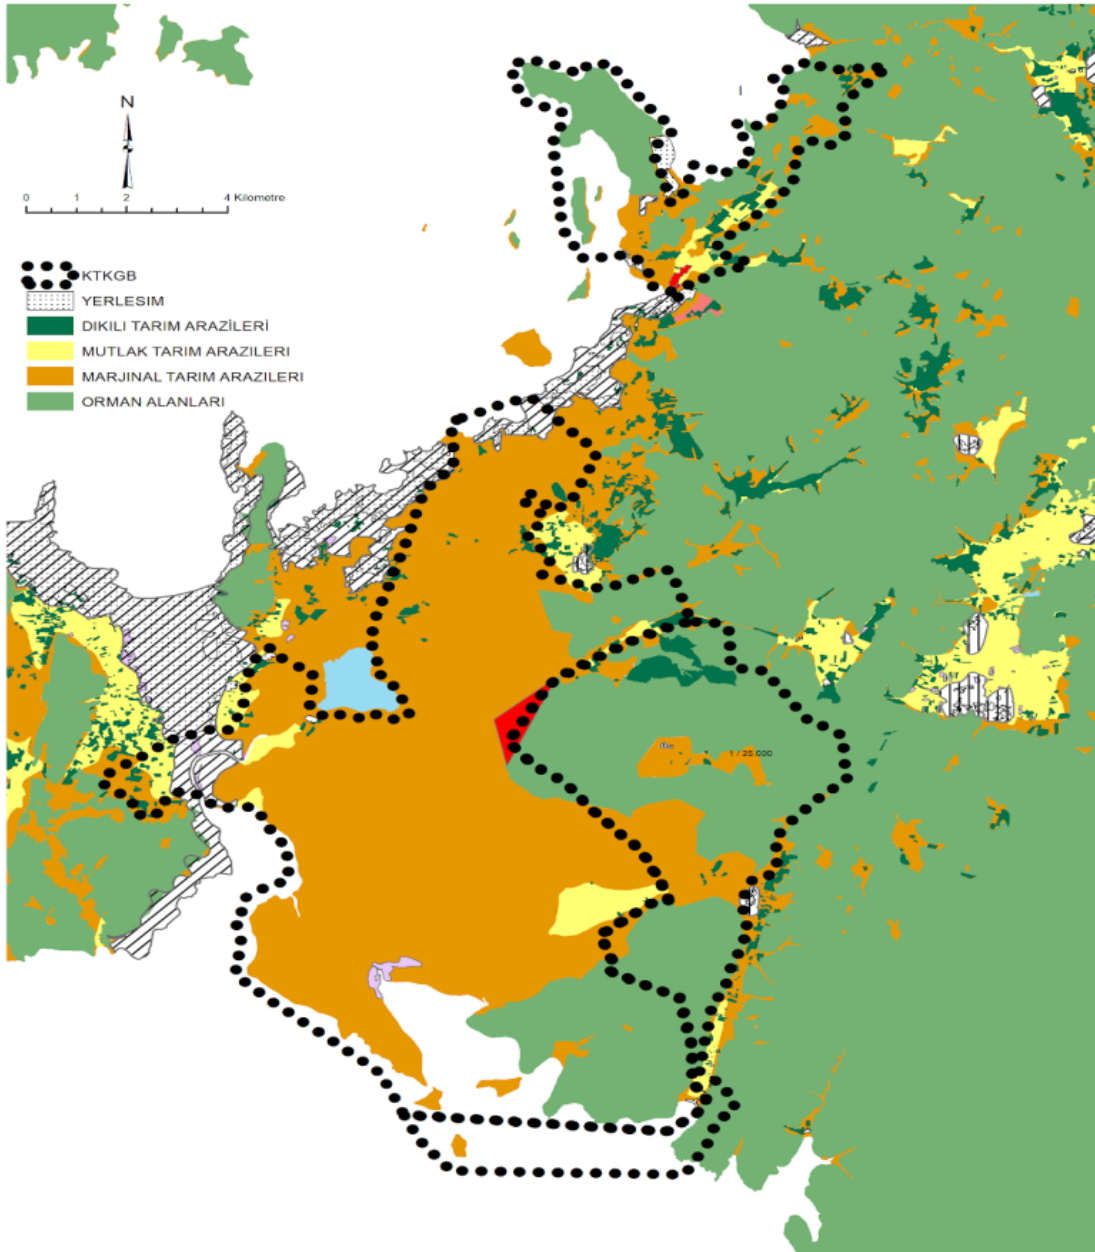 N
0 2 4 Kilometre
KTKGB
YERLESIM
DIKILI TARIM ARAZİLERİ
MUTLAK TARIM ARAZILERI
MARJINAL TARIM ARAZILERI
ORMAN ALANLARI
1 / 25.000